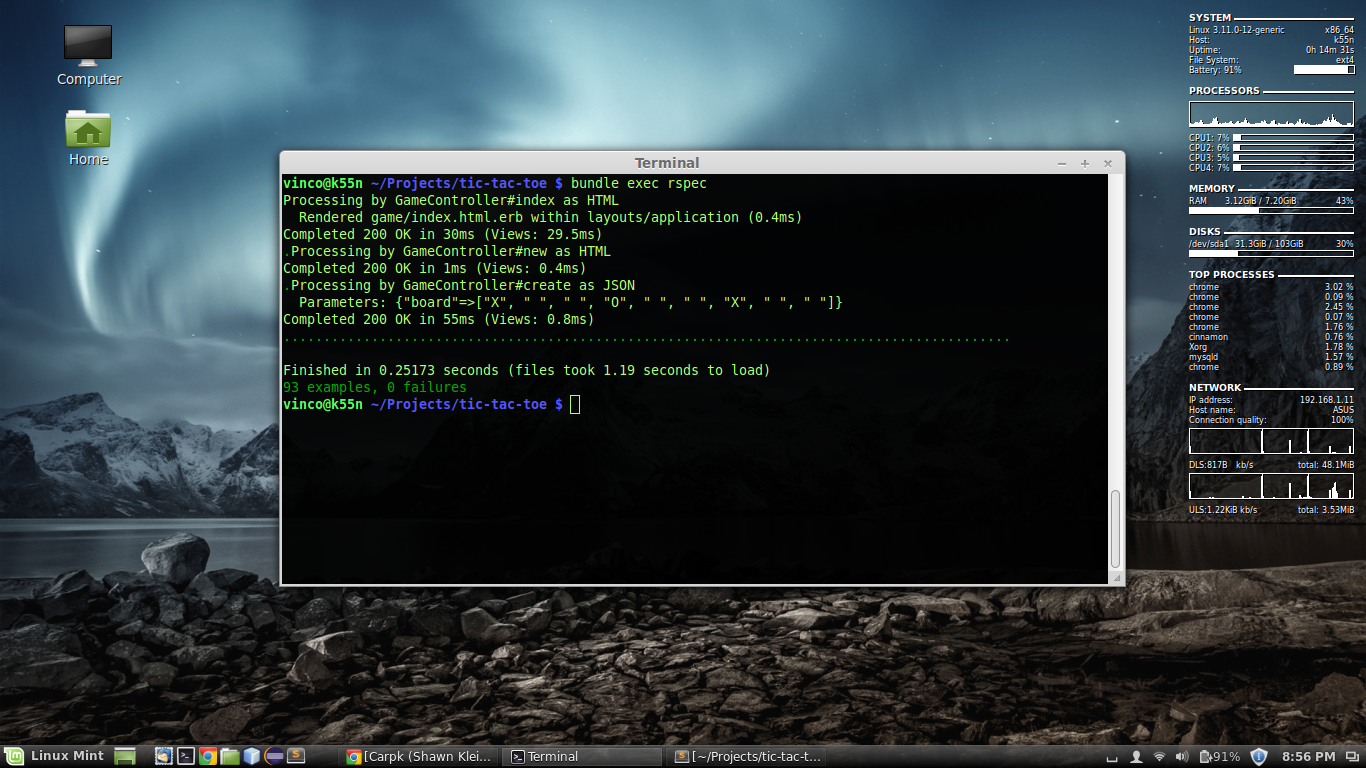 Computer
Home
Terminal
vinco@k55n ~/Projects/tic-tac-toe $ bundle exec rspec
Processing by GameController#index as HTML
  Rendered game/index.html.erb within layouts/application (0.4ms)
Completed 200 OK in 30ms (Views: 29.5ms)
.Processing by GameController#new as HTML
Completed 200 OK in 1ms (Views: 0.4ms)
.Processing by GameController#create as JSON
  Parameters: {"board"=>["X", " ", " ", "O", " ", " ", "X", " ", " "]}
Completed 200 OK in 55ms (Views: 0.8ms)
...........................................................................................
Finished in 0.25173 seconds (files took 1.19 seconds to load)
93 examples, 0 failures
vinco@k55n ~/Projects/tic-tac-toe $
SYSTEM
Linux 3.11.0-12-generic x86_64
Host: k55n
Uptime: 0h 14m 31s
File System: ext4
Battery: 91%
PROCESSORS
CPU1: 7%
CPU2: 6%
CPU3: 5%
CPU4: 7%
MEMORY
RAM 3.12GiB / 7.20GiB 43%
DISKS
/dev/sda1 31.3GiB / 103GiB 30%
TOP PROCESSES
chrome 3.02 %
chrome 0.09 %
chrome 2.45 %
chrome 0.07 %
chrome 1.76 %
cinnamon 0.76 %
Xorg 1.78 %
mysqld 1.57 %
chrome 0.89 %
NETWORK
IP address: 192.168.1.11
Host name: ASUS
Connection quality: 100%
DLS:817B kb/s total: 48.1MiB
ULS:1.22KiB kb/s total: 3.53MiB
Linux Mint
[Carpk (Shawn Klei...
Terminal
[~/Projects/tic-tac-t...
91%
8:56 PM